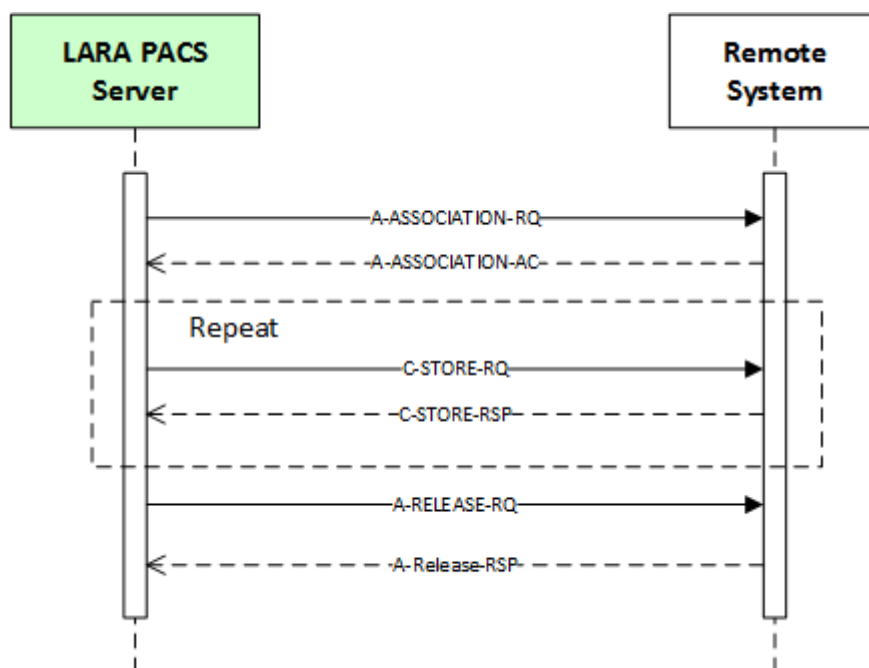 LARA PACS
Server
Remote
System
A-ASSOCIATION-RQ
A-ASSOCIATION-AC
Repeat
C-STORE-RQ
C-STORE-RSP
A-RELEASE-RQ
A-Release-RSP